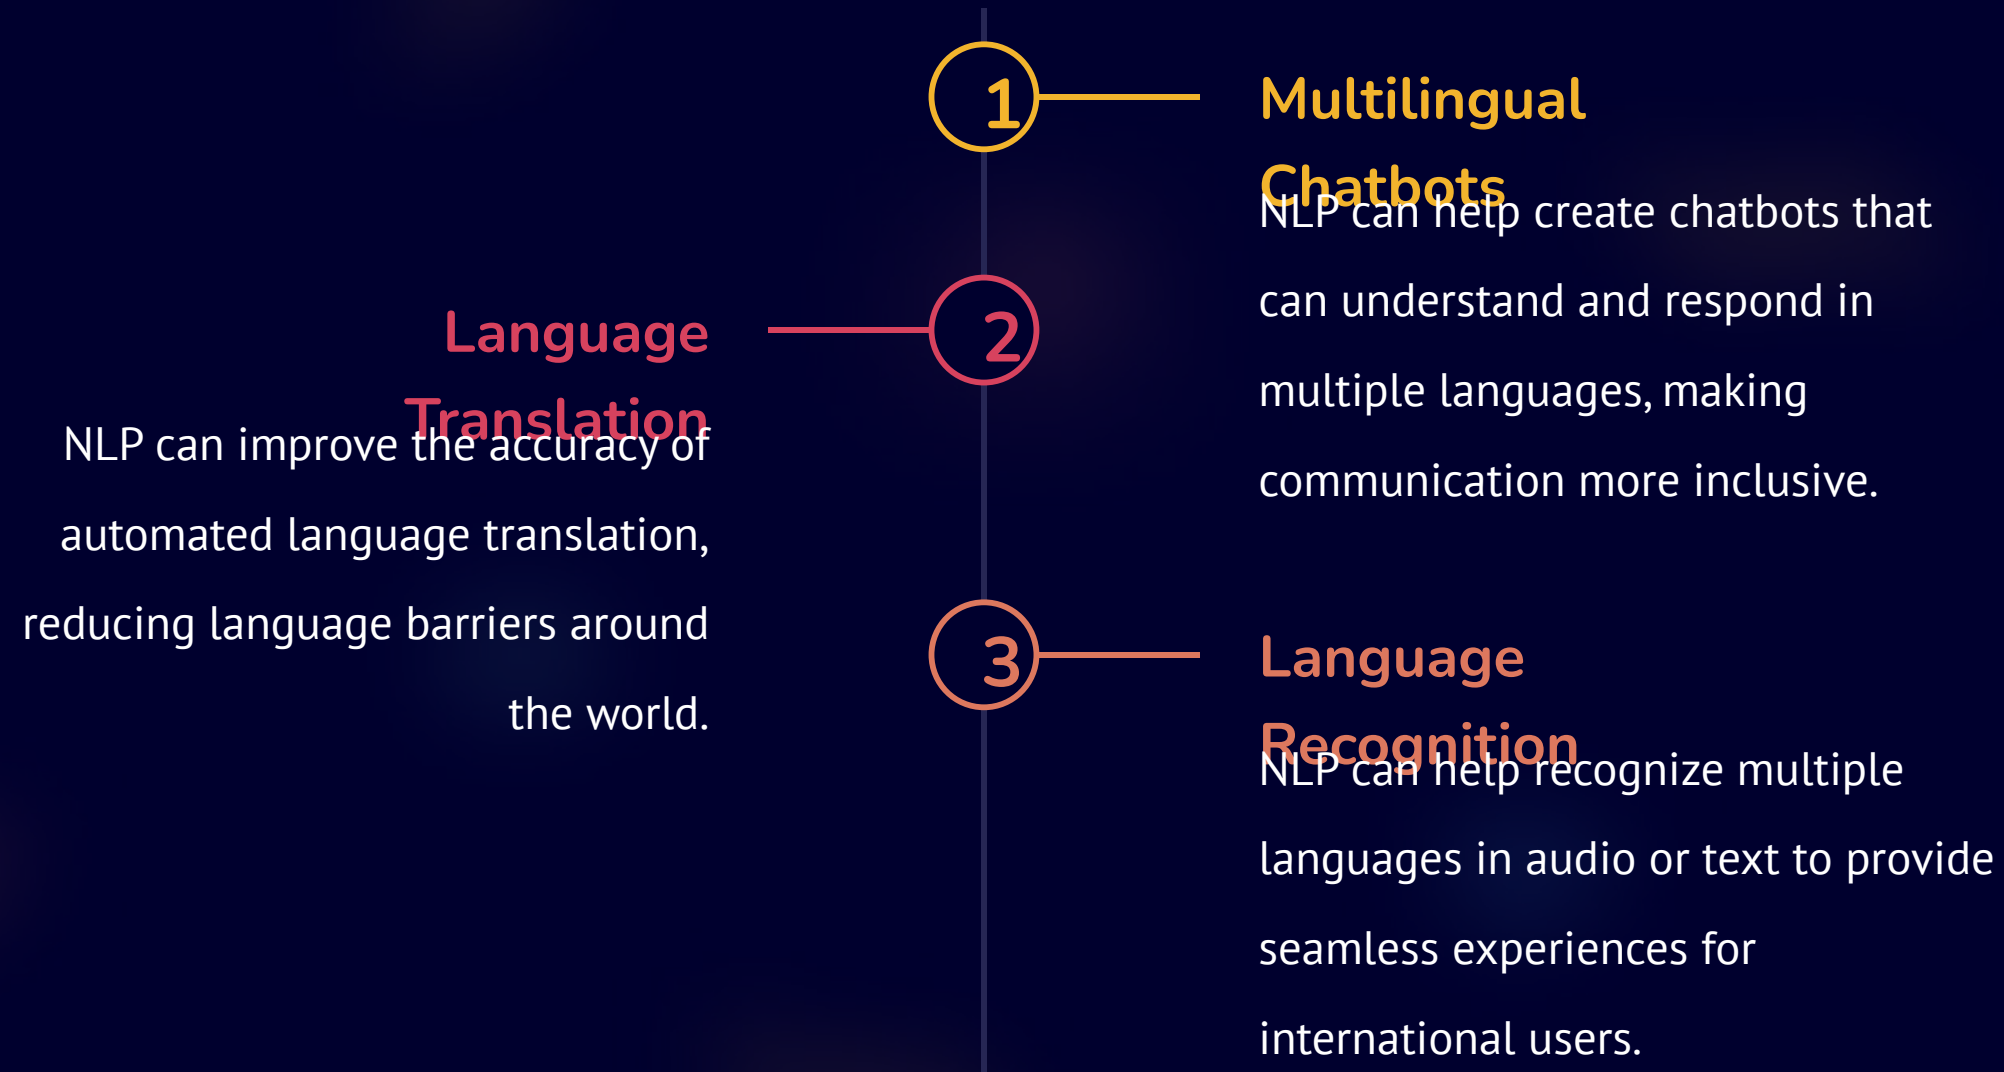 1
Multilingual
Chatbots
NLP can help create chatbots that
can understand and respond in
multiple languages, making
communication more inclusive.
2
Language
Translation
NLP can improve the accuracy of
automated language translation,
reducing language barriers around
the world.
3
Language
Recognition
NLP can help recognize multiple
languages in audio or text to provide
seamless experiences for
international users.